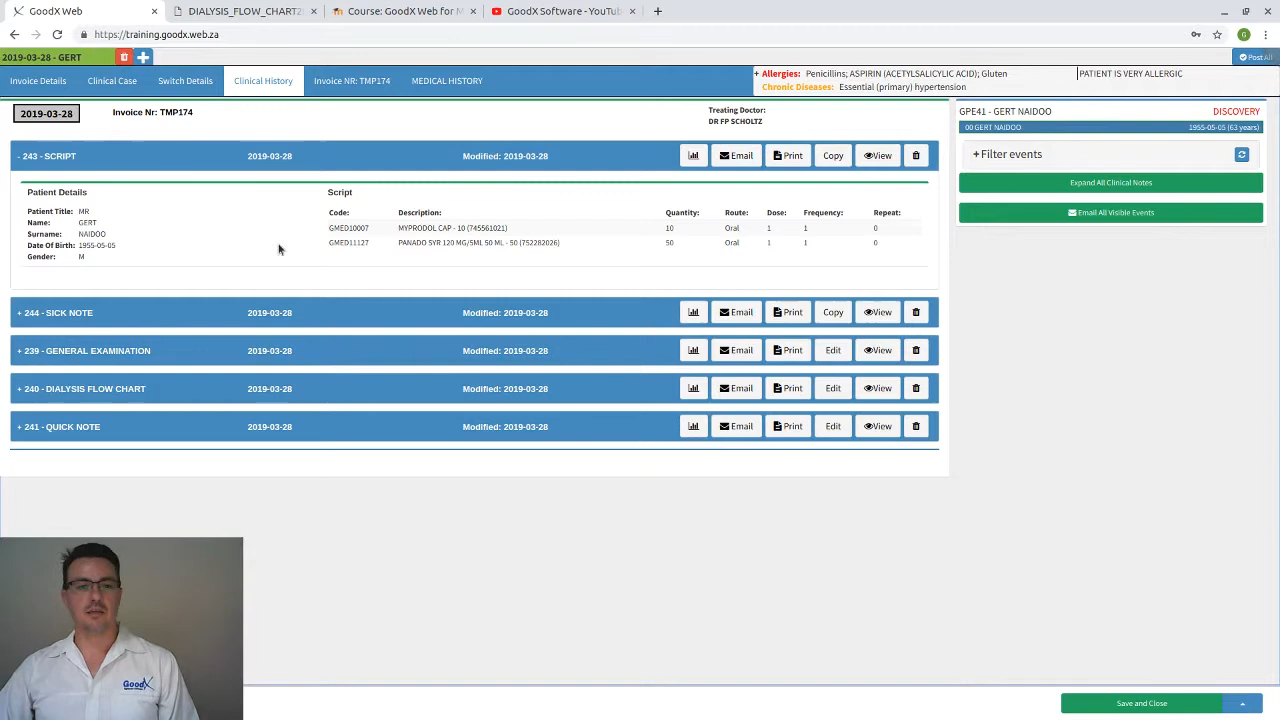 GoodX Web
DIALYSIS_FLOW_CHART2
Course: GoodX Web for M
GoodX Software - YouTub
https://training.goodx.web.za
G
2019-03-28 - GERT
Post All
Invoice Details
Clinical Case
Switch Details
Clinical History
Invoice NR: TMP174
MEDICAL HISTORY
+ Allergies: Penicillins; ASPIRIN (ACETYLSALICYLIC ACID); Gluten
Chronic Diseases: Essential (primary) hypertension
PATIENT IS VERY ALLERGIC
2019-03-28
Invoice Nr: TMP174
Treating Doctor:
DR FP SCHOLTZ
- 243 - SCRIPT 2019-03-28 Modified: 2019-03-28 Email Print Copy View
Patient Details
Patient Title: MR
Name: GERT
Surname: NAIDOO
Date Of Birth: 1955-05-05
Gender: M
Script
Code: Description: Quantity: Route: Dose: Frequency: Repeat:
GMED10007 MYPRODOL CAP - 10 (745561021) 10 Oral 1 1 0
GMED11127 PANADO SYR 120 MG/5ML 50 ML - 50 (752282026) 50 Oral 1 1 0
+ 244 - SICK NOTE 2019-03-28 Modified: 2019-03-28 Email Print Copy View
+ 239 - GENERAL EXAMINATION 2019-03-28 Modified: 2019-03-28 Email Print Edit View
+ 240 - DIALYSIS FLOW CHART 2019-03-28 Modified: 2019-03-28 Email Print Edit View
+ 241 - QUICK NOTE 2019-03-28 Modified: 2019-03-28 Email Print Edit View
GPE41 - GERT NAIDOO DISCOVERY
00 GERT NAIDOO 1955-05-05 (63 years)
+ Filter events
Expand All Clinical Notes
Email All Visible Events
GoodX
Save and Close